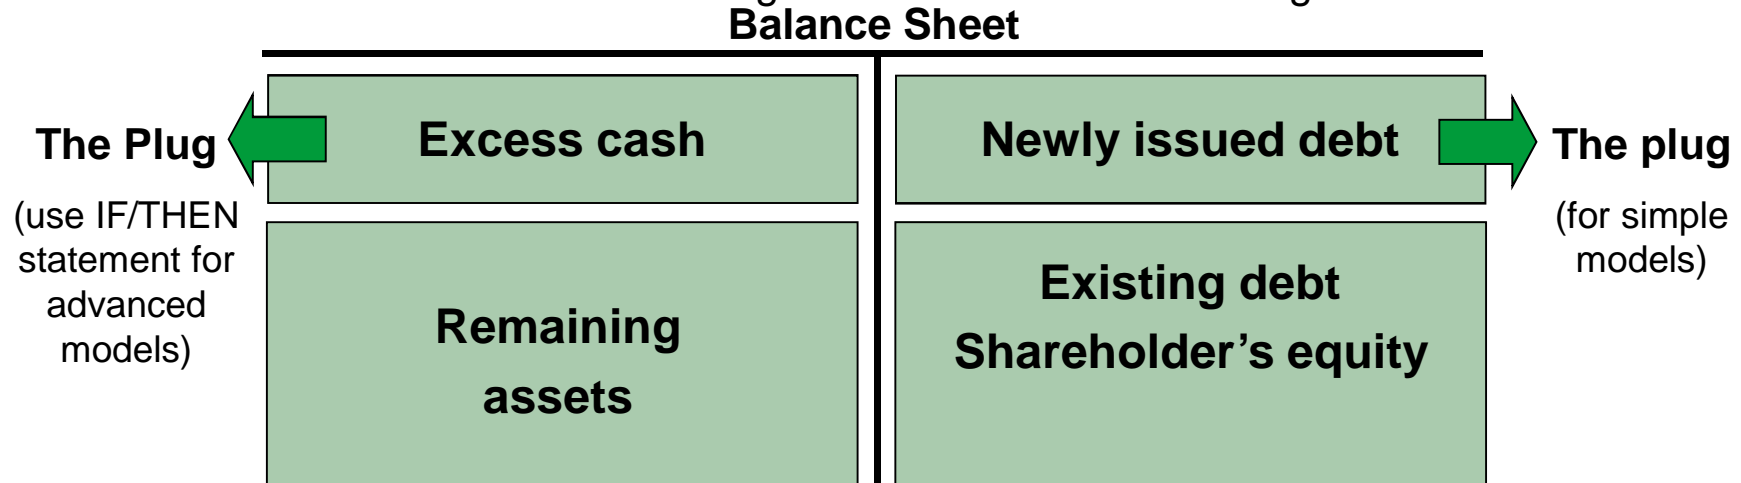 Balance Sheet
The Plug
(use IF/THEN
statement for
advanced
models)
Excess cash
Remaining
assets
Newly issued debt
Existing debt
Shareholder’s equity
The plug
(for simple
models)